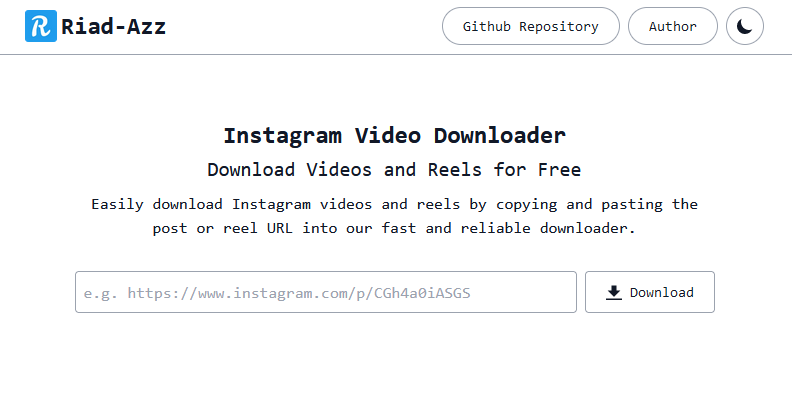 R Riad-Azz
Github Repository
Author
Instagram Video Downloader
Download Videos and Reels for Free
Easily download Instagram videos and reels by copying and pasting the
post or reel URL into our fast and reliable downloader.
e.g. https://www.instagram.com/p/CGh4a0iASGS
Download